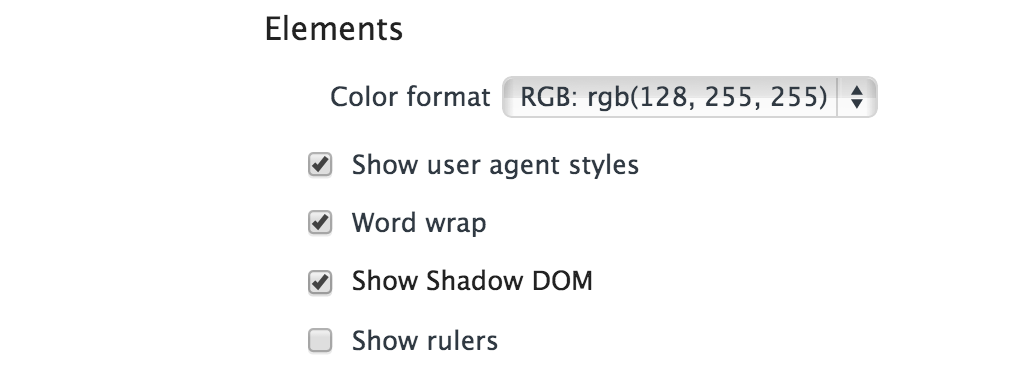 Elements
Color format RGB: rgb(128, 255, 255)
Show user agent styles
Word wrap
Show Shadow DOM
Show rulers